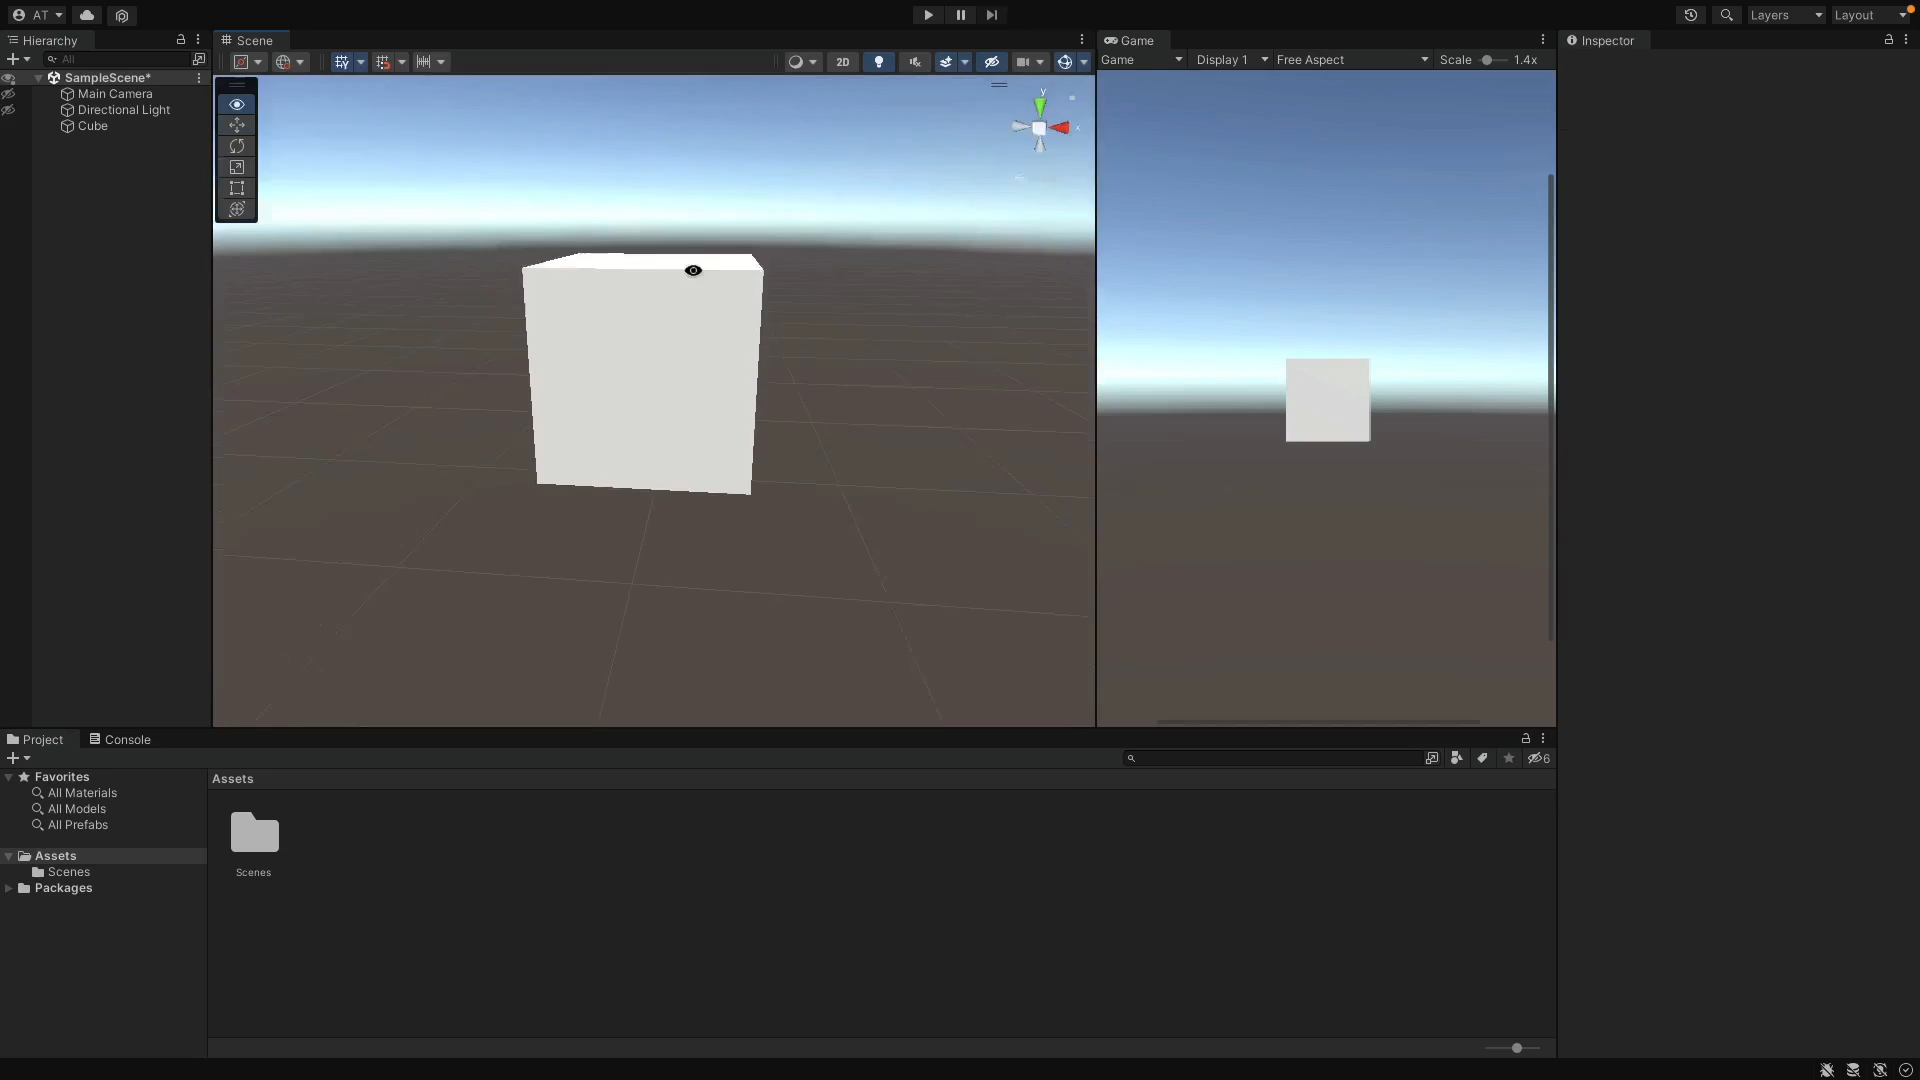 AT
Layers
Layout
Hierarchy
All
SampleScene*
Main Camera
Directional Light
Cube
Scene
2D
y
x
Game
Game
Display 1
Free Aspect
Scale
1.4x
Inspector
Project
Console
6
Favorites
All Materials
All Models
All Prefabs
Assets
Scenes
Packages
Assets
Scenes